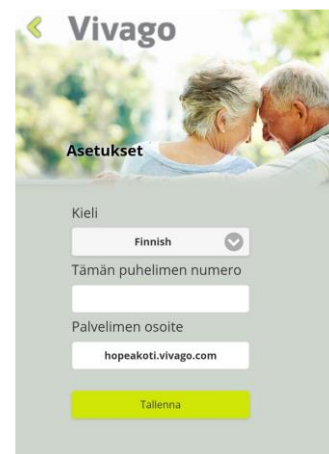 Vivago
Asetukset
Kieli
Finnish
Tämän puhelimen numero
Palvelimen osoite
hopeakoti.vivago.com
Tallenna